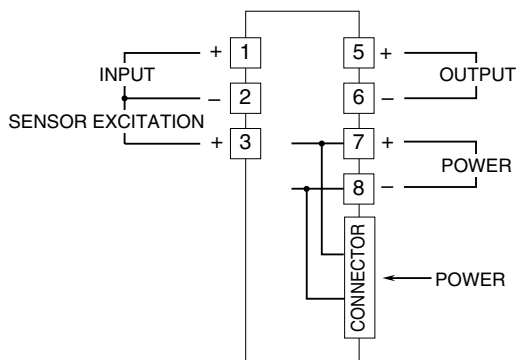 + 1
INPUT
− 2
SENSOR EXCITATION
+ 3
5 +
OUTPUT
6 −
7 +
POWER
8 −
CONNECTOR
POWER